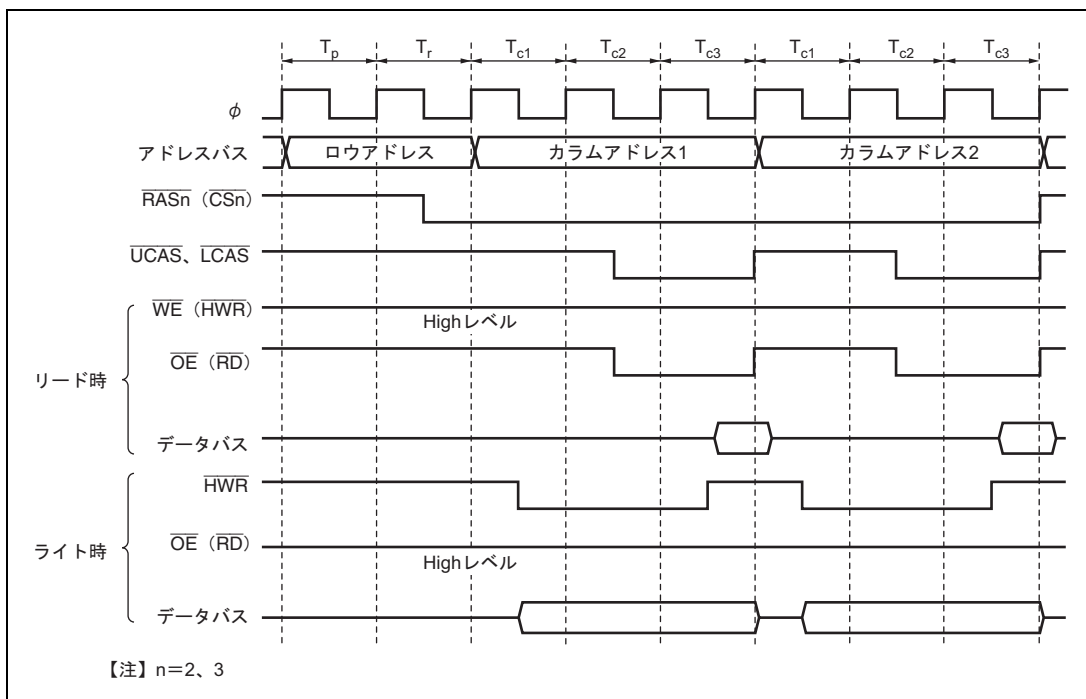 Tp Tr Tc1 Tc2 Tc3 Tc1 Tc2 Tc3
φ
アドレスバス ロウアドレス カラムアドレス1 カラムアドレス2
RASn（CSn）
UCAS、LCAS
WE（HWR）
Highレベル
OE（RD）
リード時
データバス
HWR
OE（RD）
ライト時
Highレベル
データバス
【注】n＝2、3